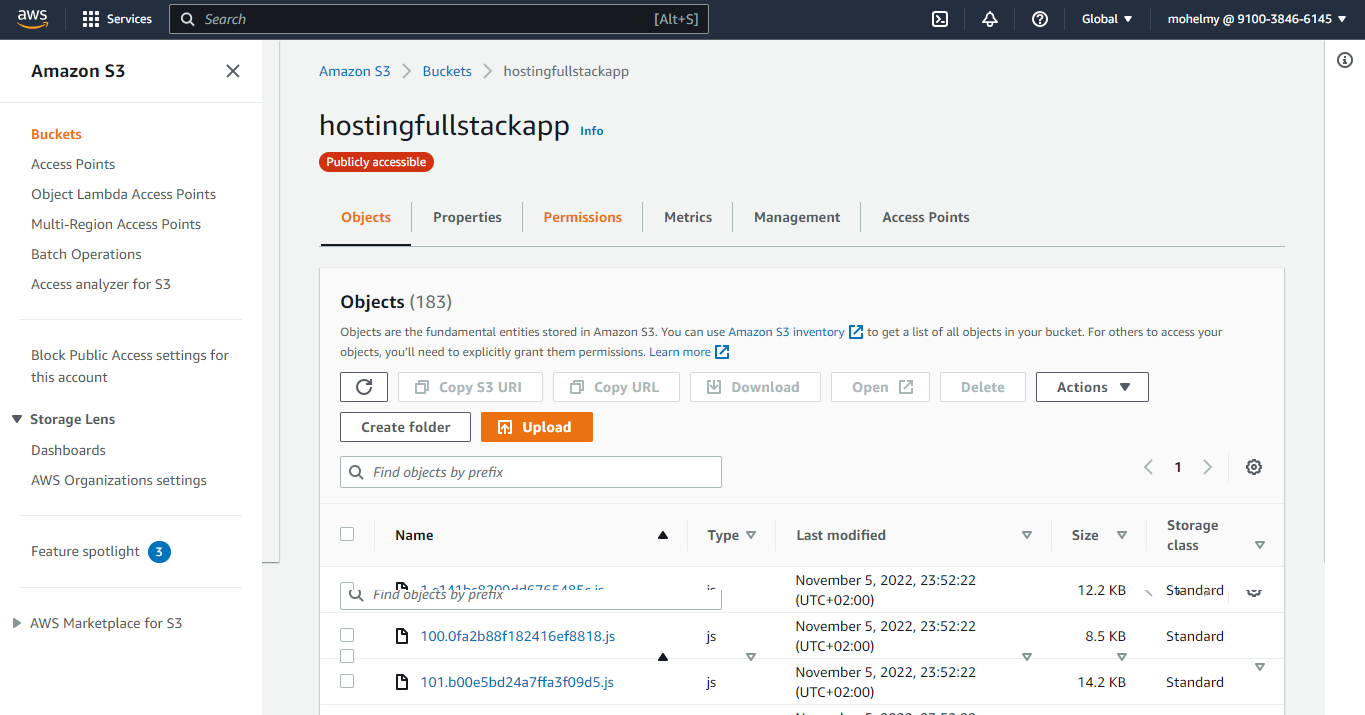 aws
Services
Search [Alt+S]
Global
mohelmy @ 9100-3846-6145
Amazon S3
Buckets
Access Points
Object Lambda Access Points
Multi-Region Access Points
Batch Operations
Access analyzer for S3
Block Public Access settings for
this account
Storage Lens
Dashboards
AWS Organizations settings
Feature spotlight 3
AWS Marketplace for S3
Amazon S3 Buckets hostingfullstackapp
hostingfullstackapp Info
Publicly accessible
Objects Properties Permissions Metrics Management Access Points
Objects (183)
Objects are the fundamental entities stored in Amazon S3. You can use Amazon S3 inventory to get a list of all objects in your bucket. For others to access your
objects, you'll need to explicitly grant them permissions. Learn more
Copy S3 URI Copy URL Download Open Delete Actions
Create folder Upload
Find objects by prefix
1
Name Type Last modified Size Storage
class
November 5, 2022, 23:52:22
(UTC+02:00)
12.2 KB Standard
Find objects by prefix
100.0fa2b88f182416ef8818.js js November 5, 2022, 23:52:22
(UTC+02:00)
8.5 KB Standard
101.b00e5bd24a7ffa3f09d5.js js November 5, 2022, 23:52:22
(UTC+02:00)
14.2 KB Standard